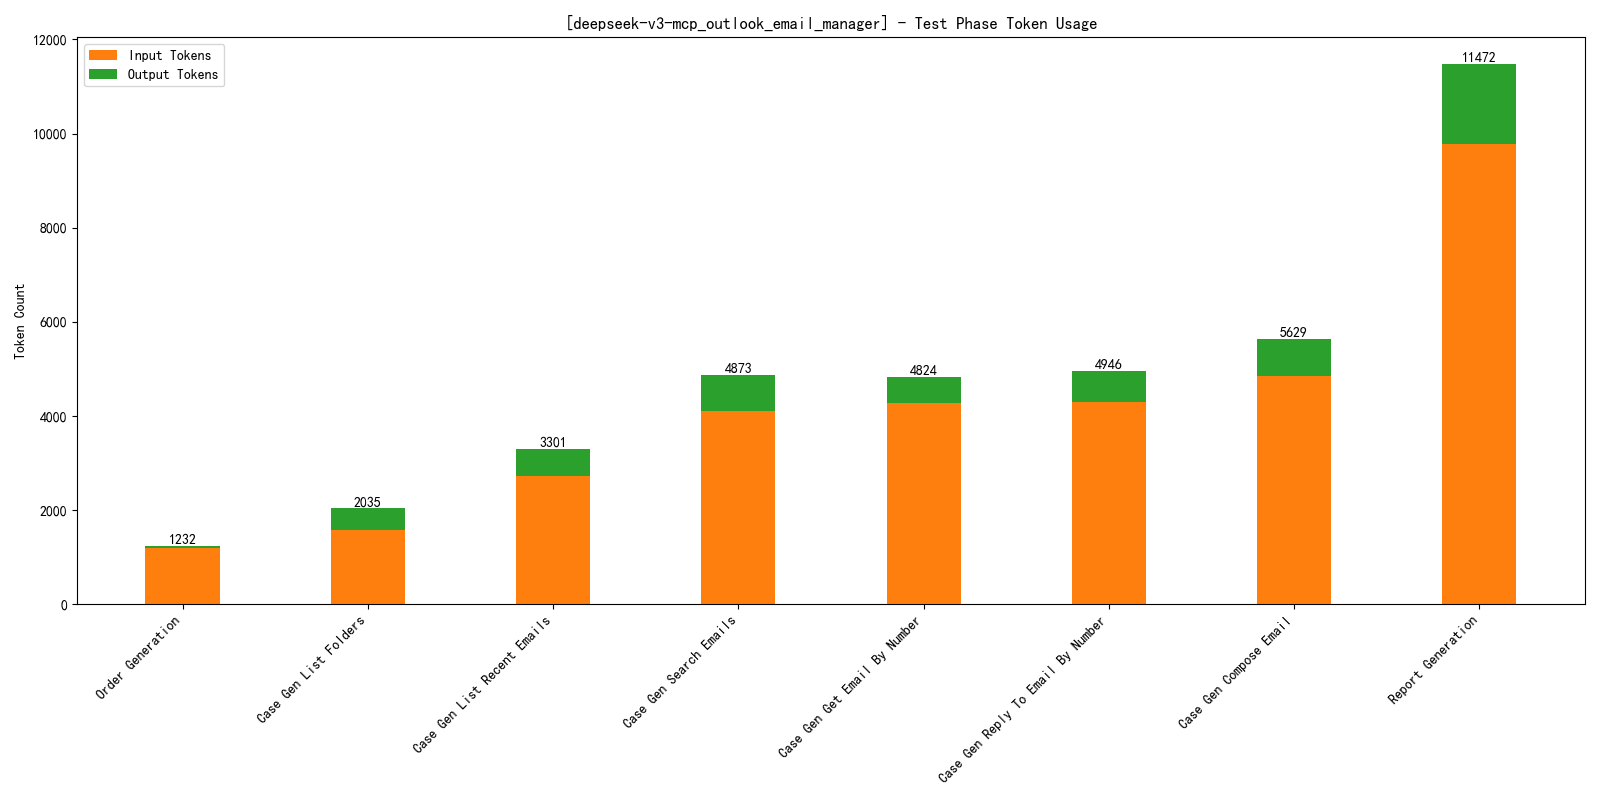 [deepseek-v3-mcp_outlook_email_manager] - Test Phase Token Usage
Input Tokens
Output Tokens
Token Count
12000
10000
8000
6000
4000
2000
0
1232
2035
3301
4873
4824
4946
5629
11472
Order Generation
Case Gen List Folders
Case Gen List Recent Emails
Case Gen Search Emails
Case Gen Get Email By Number
Case Gen Reply To Email By Number
Case Gen Compose Email
Report Generation